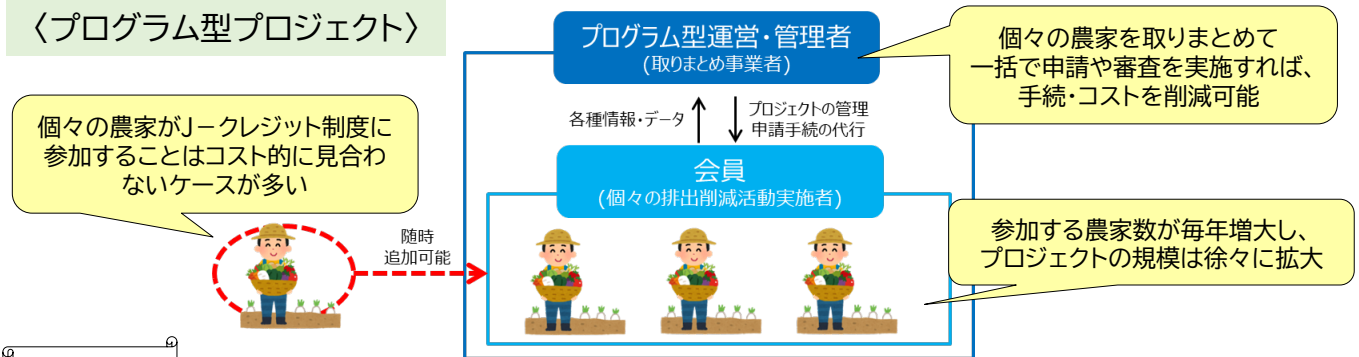 〈プログラム型プロジェクト〉
プログラム型運営・管理者
(取りまとめ事業者)
個々の農家を取りまとめて
一括で申請や審査を実施すれば、
手続・コストを削減可能
各種情報・データ
プロジェクトの管理
申請手続の代行
個々の農家がJ－クレジット制度に
参加することはコスト的に見合わ
ないケースが多い
会員
(個々の排出削減活動実施者)
随時
追加可能
参加する農家数が毎年増大し、
プロジェクトの規模は徐々に拡大